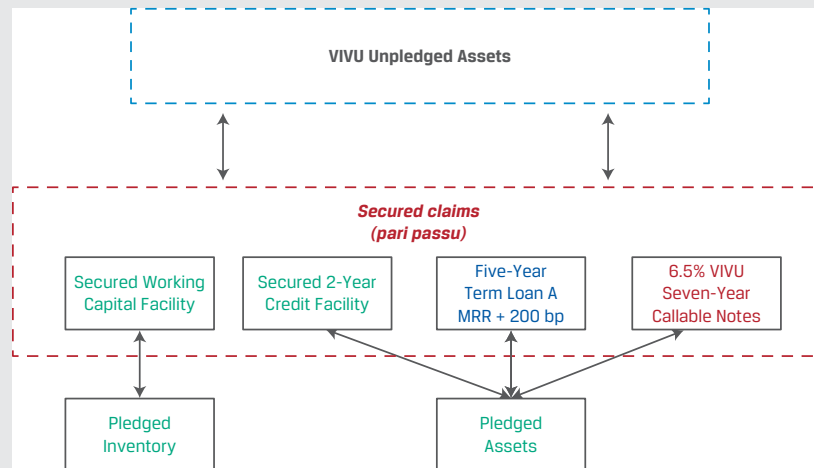 VIVU Unpledged Assets
Secured claims
(pari passu)
Secured Working
Capital Facility
Secured 2-Year
Credit Facility
Five-Year
Term Loan A
MRR + 200 bp
6.5% VIVU
Seven-Year
Callable Notes
Pledged
Inventory
Pledged
Assets